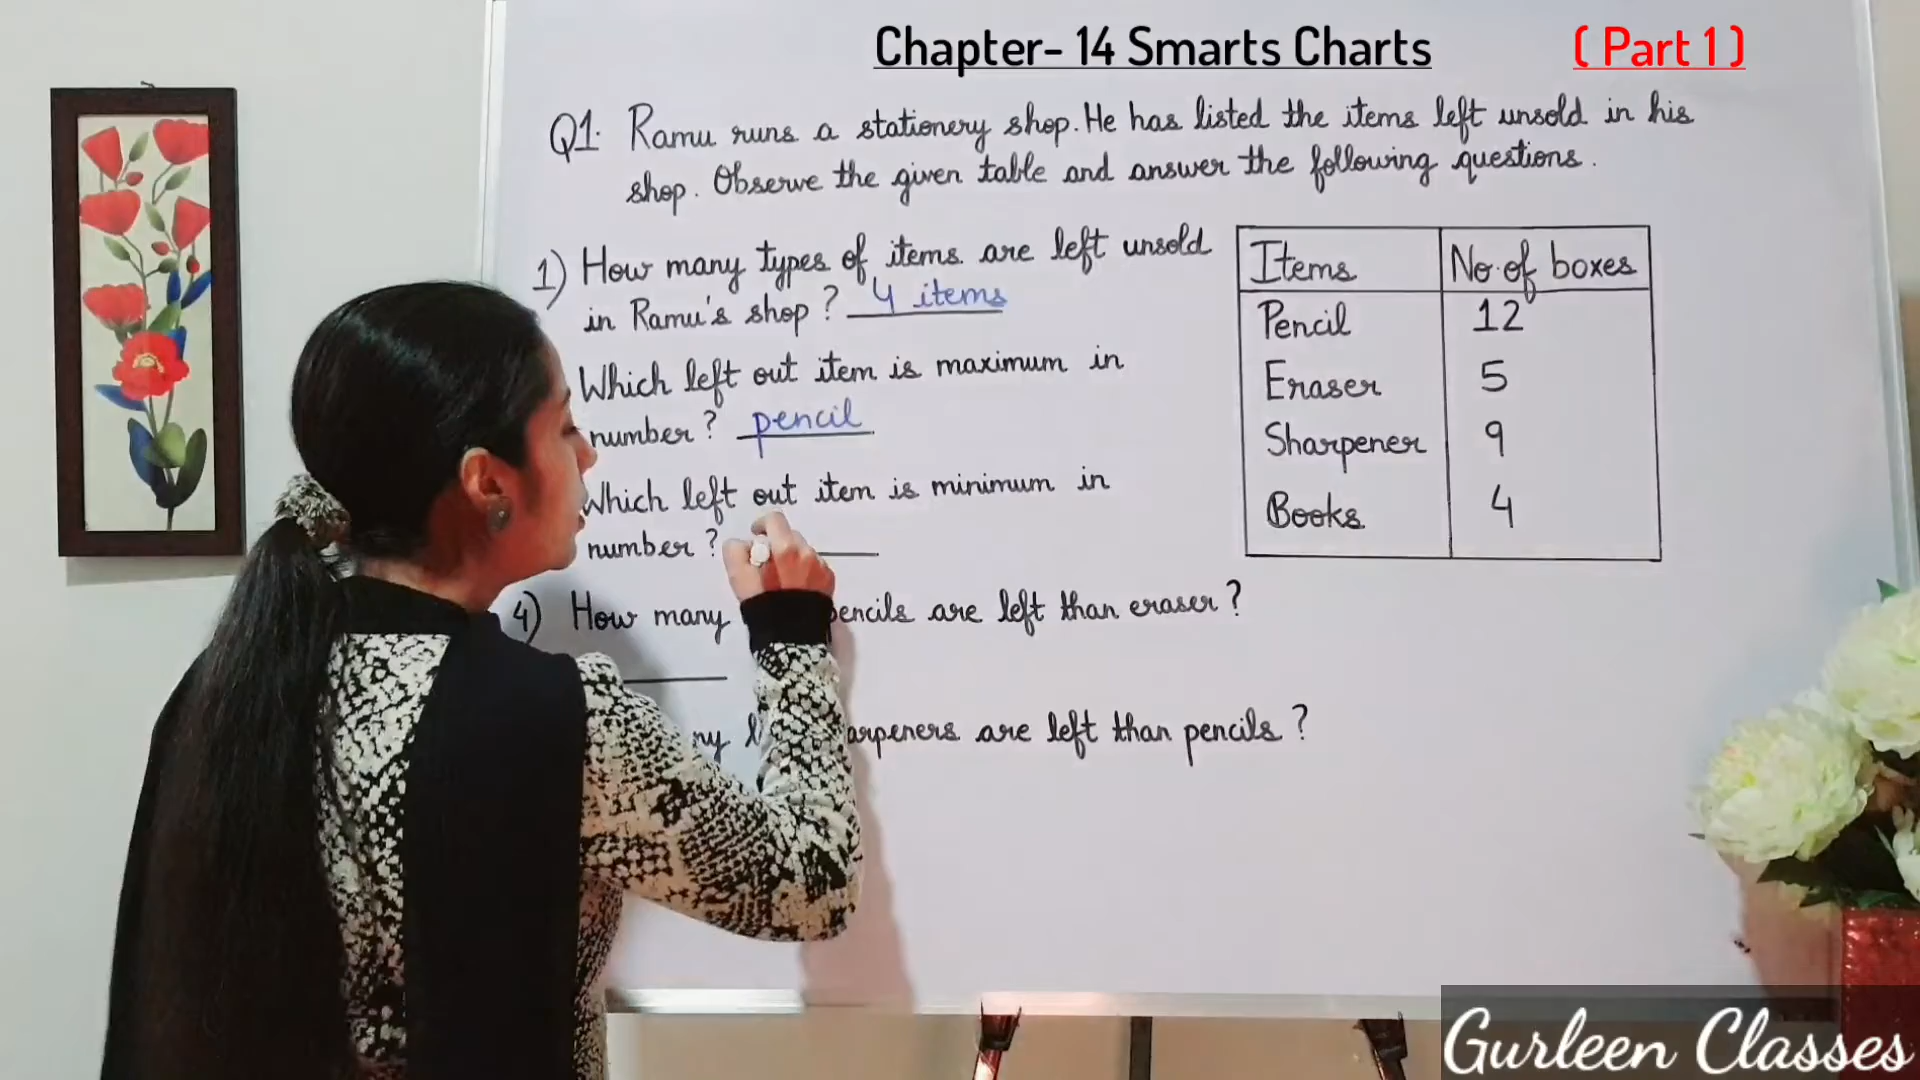 Chapter- 14 Smarts Charts ( Part 1 )
Q1. Ramu runs a stationery shop. He has listed the items left unsold in his
shop. Observe the given table and answer the following questions.
1) How many types of items are left unsold
in Ramu's shop? 4 items
Which left out item is maximum in
number? pencil
Which left out item is minimum in
number?
4) How many pencils are left than eraser?
are left than pencils?
Items No. of boxes
Pencil 12
Eraser 5
Sharpener 9
Books 4
Gurleen Classes